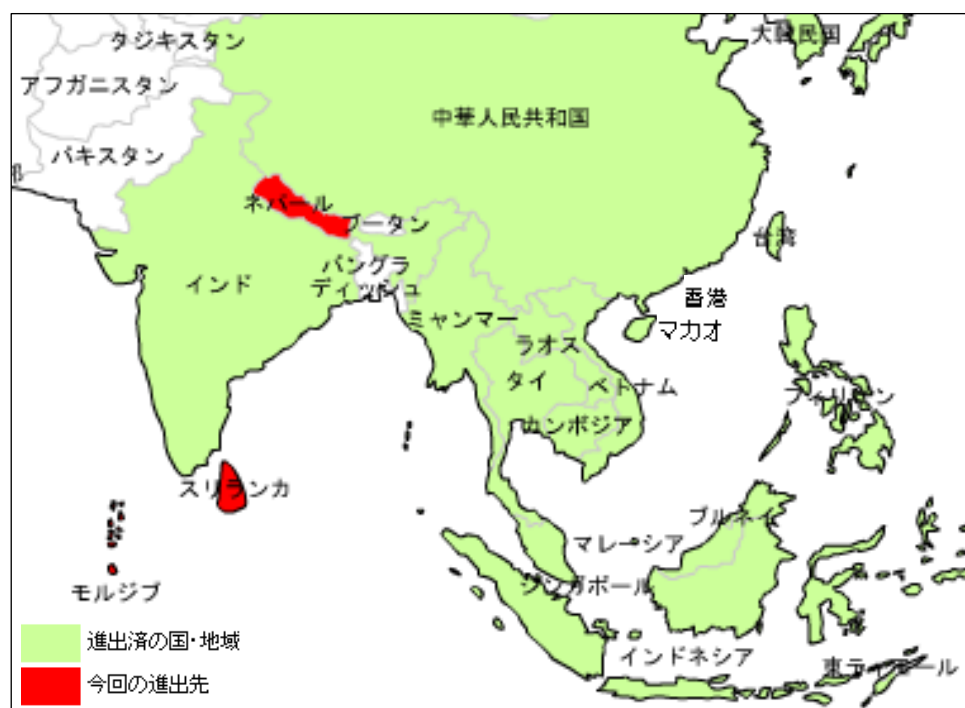 タジキスタン
大韓民国
アフガニスタン
中華人民共和国
パキスタン
ネパール
ブータン
台湾
バングラ
ディッシュ
インド
香港
ミャンマー
マカオ
ラオス
タイ
ベトナム
フィリピン
カンボジア
スリランカ
ブルネイ
マレーシア
モルジブ
シンガポール
インドネシア
東ティモール
進出済の国・地域
今回の進出先